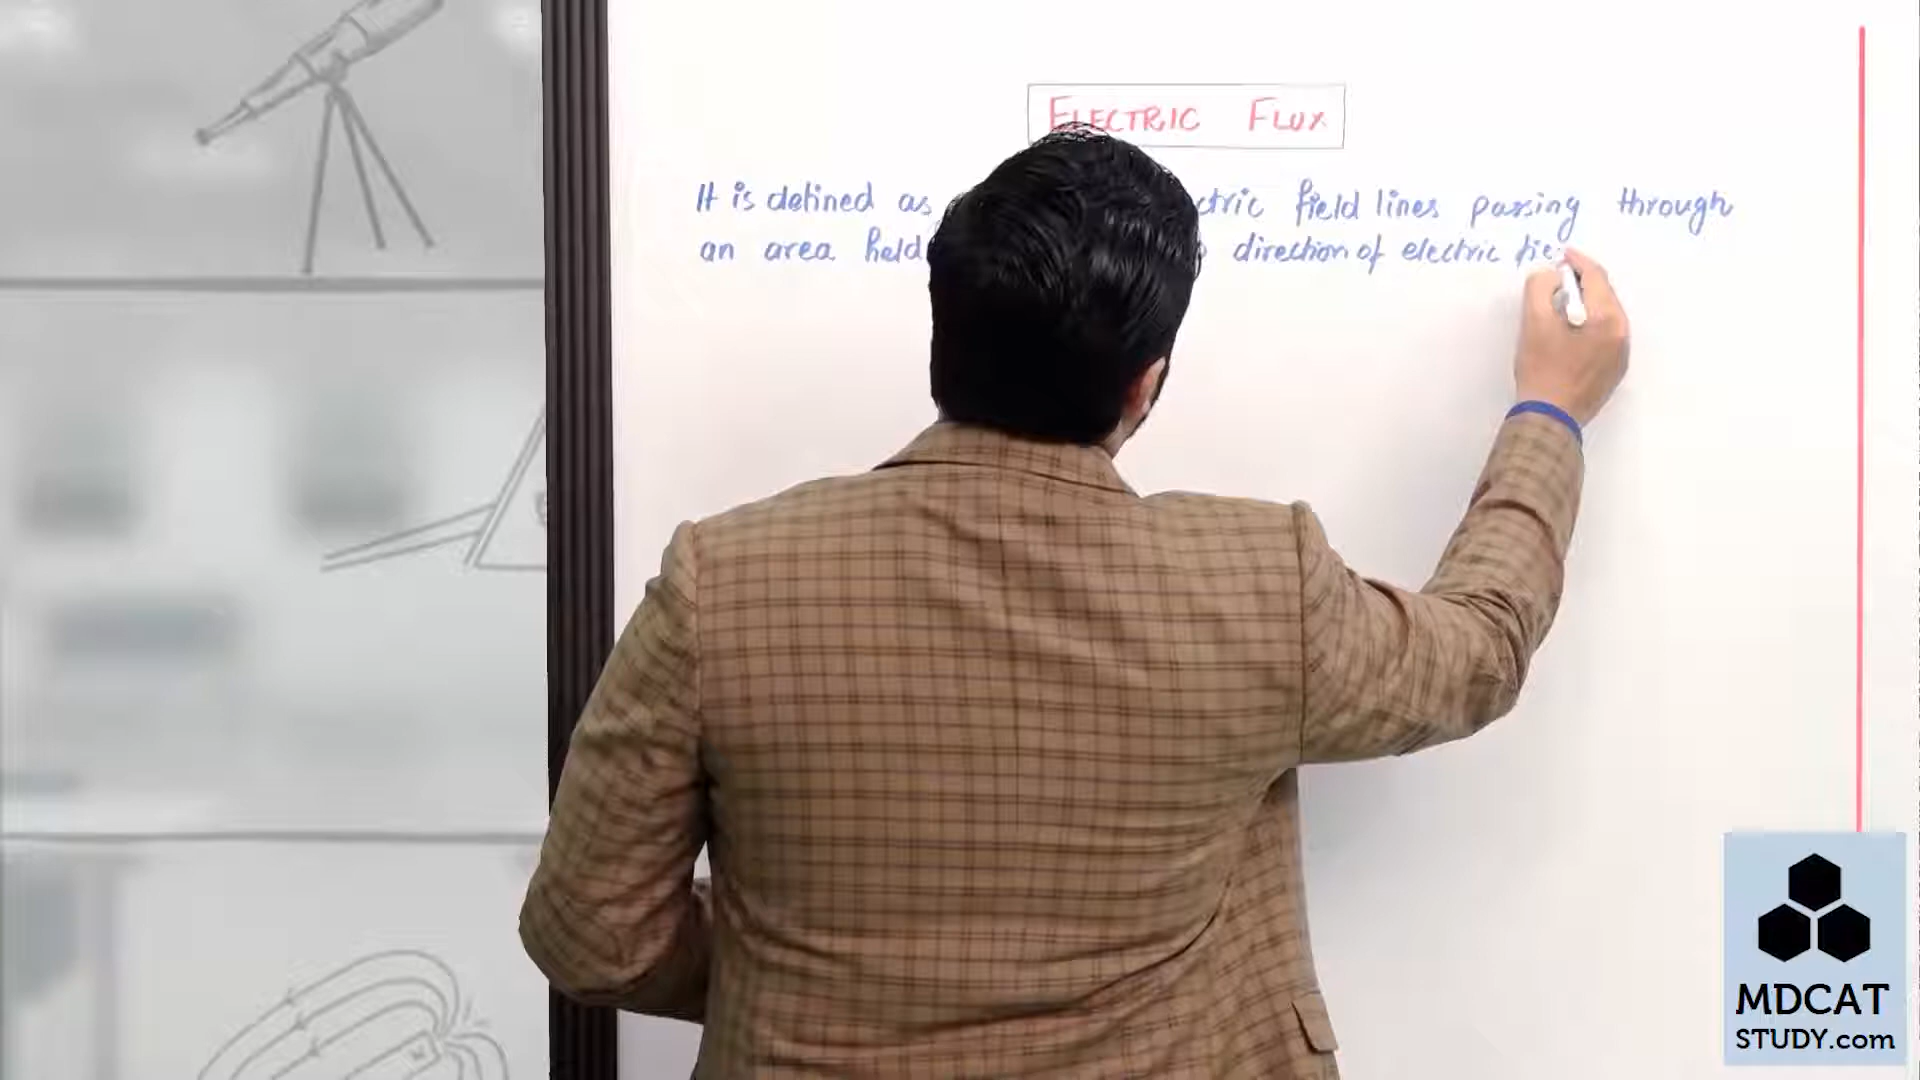 ELECTRIC FLUX
It is defined as ctric field lines passing through
an area held direction of electric fie
MDCAT
STUDY.com